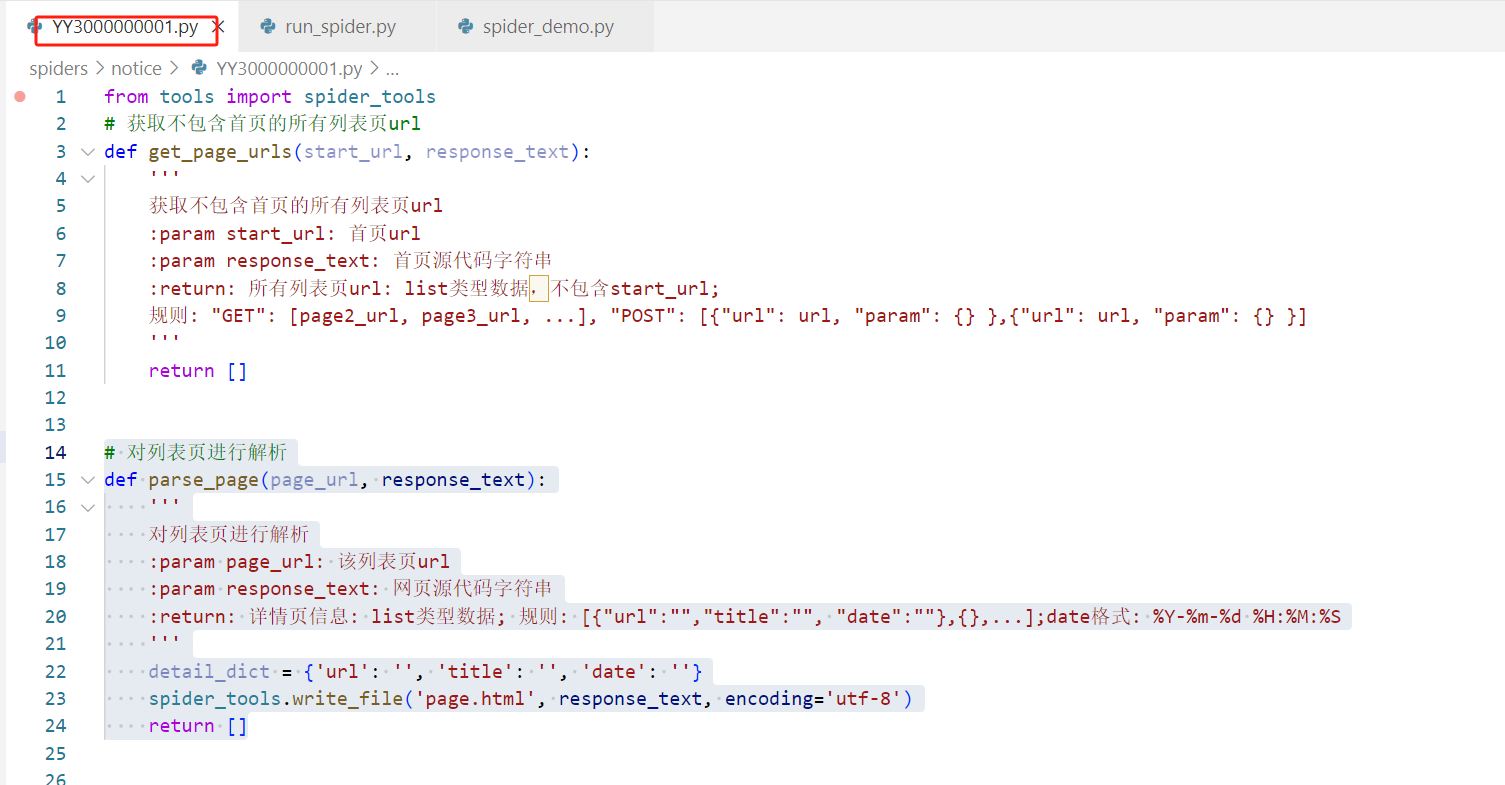 YY3000000001.py × run_spider.py spider_demo.py
spiders > notice > YY3000000001.py > ...
1 from tools import spider_tools
2 # 获取不包含首页的所有列表页url
3 def get_page_urls(start_url, response_text):
4 '''
5 获取不包含首页的所有列表页url
6 :param start_url: 首页url
7 :param response_text: 首页源代码字符串
8 :return: 所有列表页url: list类型数据，不包含start_url;
9 规则: "GET": [page2_url, page3_url, ...], "POST": [{"url": url, "param": {} },{"url": url, "param": {} }]
10 '''
11 return []
12
13
14 # 对列表页进行解析
15 def parse_page(page_url, response_text):
16 '''
17 对列表页进行解析
18 :param page_url: 该列表页url
19 :param response_text: 网页源代码字符串
20 :return: 详情页信息: list类型数据; 规则: [{"url":"","title":"", "date":""},{},...];date格式: %Y-%m-%d %H:%M:%S
21 '''
22 detail_dict = {'url': '', 'title': '', 'date': ''}
23 spider_tools.write_file('page.html', response_text, encoding='utf-8')
24 return []
25
26